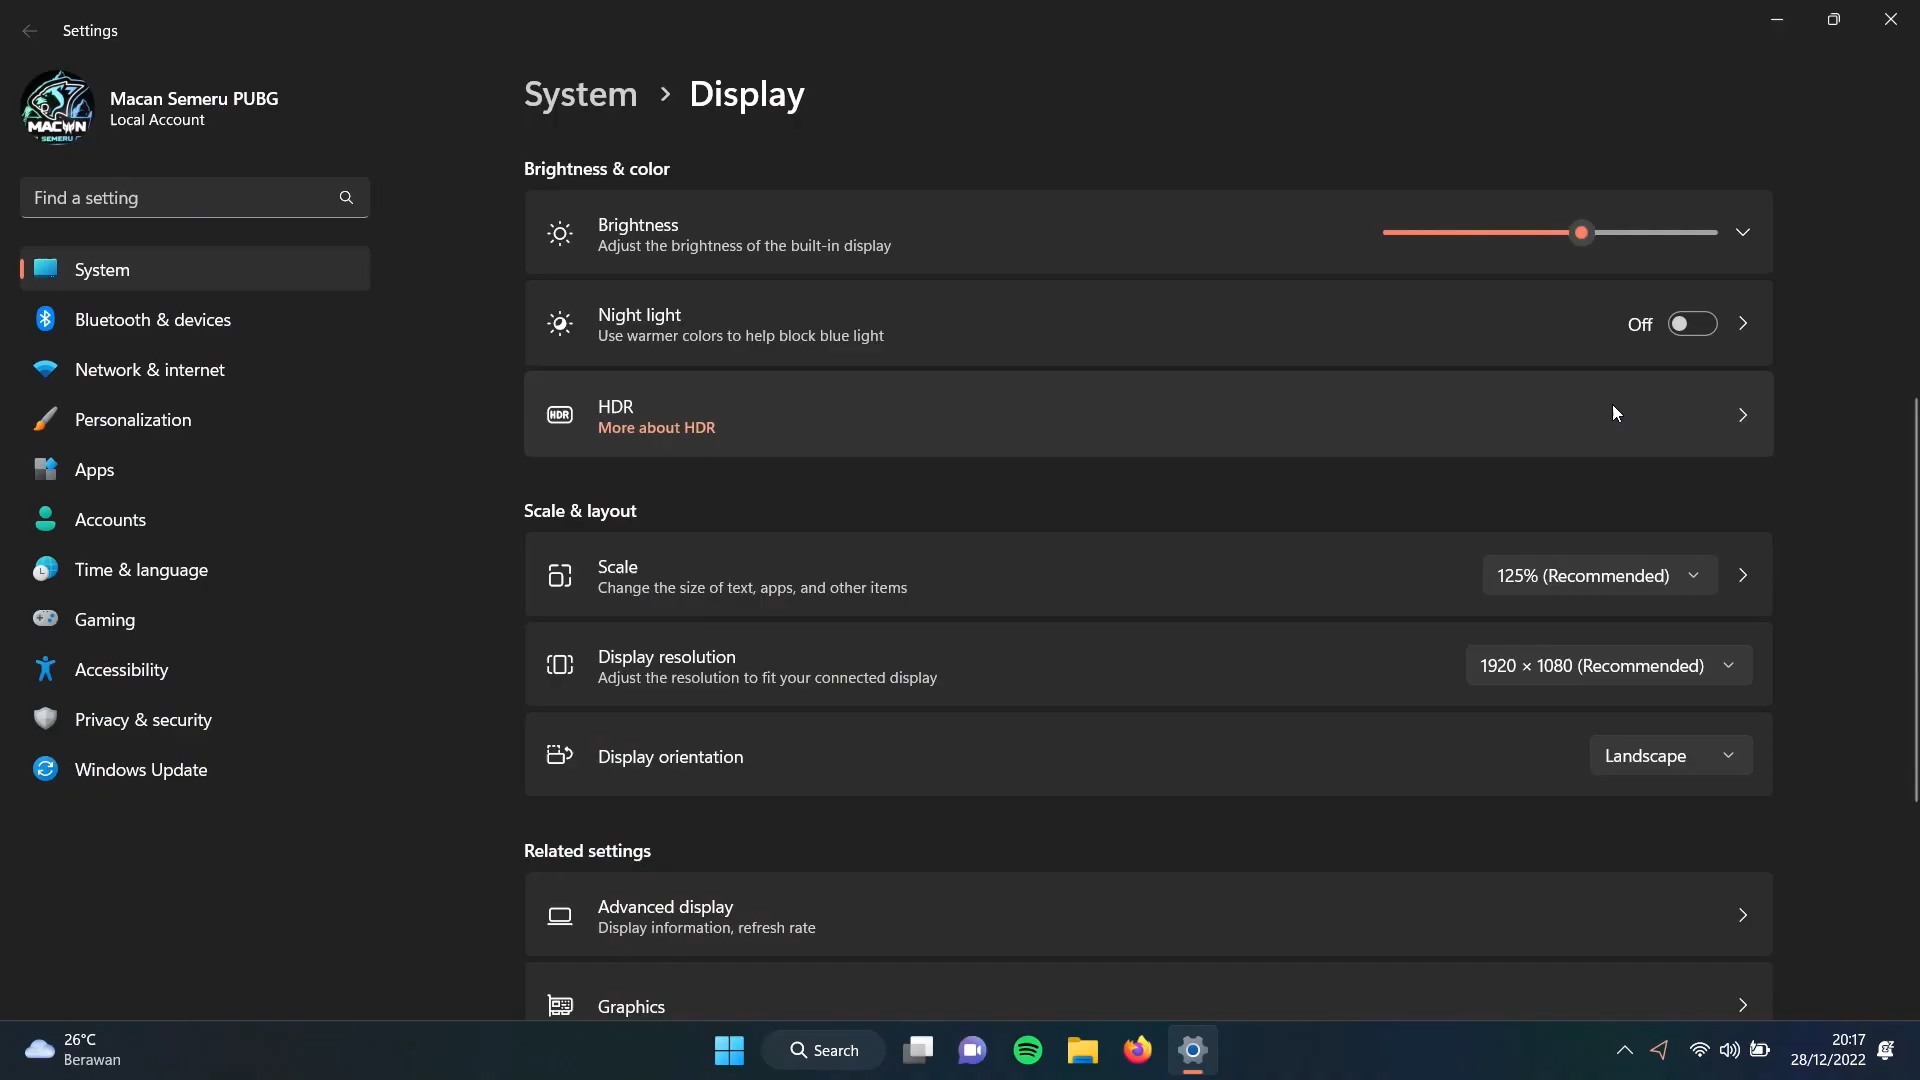 Settings
MACAN
SEMERU
Macan Semeru PUBG
Local Account
Find a setting
System
Bluetooth & devices
Network & internet
Personalization
Apps
Accounts
Time & language
Gaming
Accessibility
Privacy & security
Windows Update
System > Display
Brightness & color
Brightness
Adjust the brightness of the built-in display
Night light
Use warmer colors to help block blue light
Off
HDR
HDR
More about HDR
Scale & layout
Scale
Change the size of text, apps, and other items
125% (Recommended)
Display resolution
Adjust the resolution to fit your connected display
1920 × 1080 (Recommended)
Display orientation
Landscape
Related settings
Advanced display
Display information, refresh rate
Graphics
26°C
Berawan
Search
20:17
28/12/2022